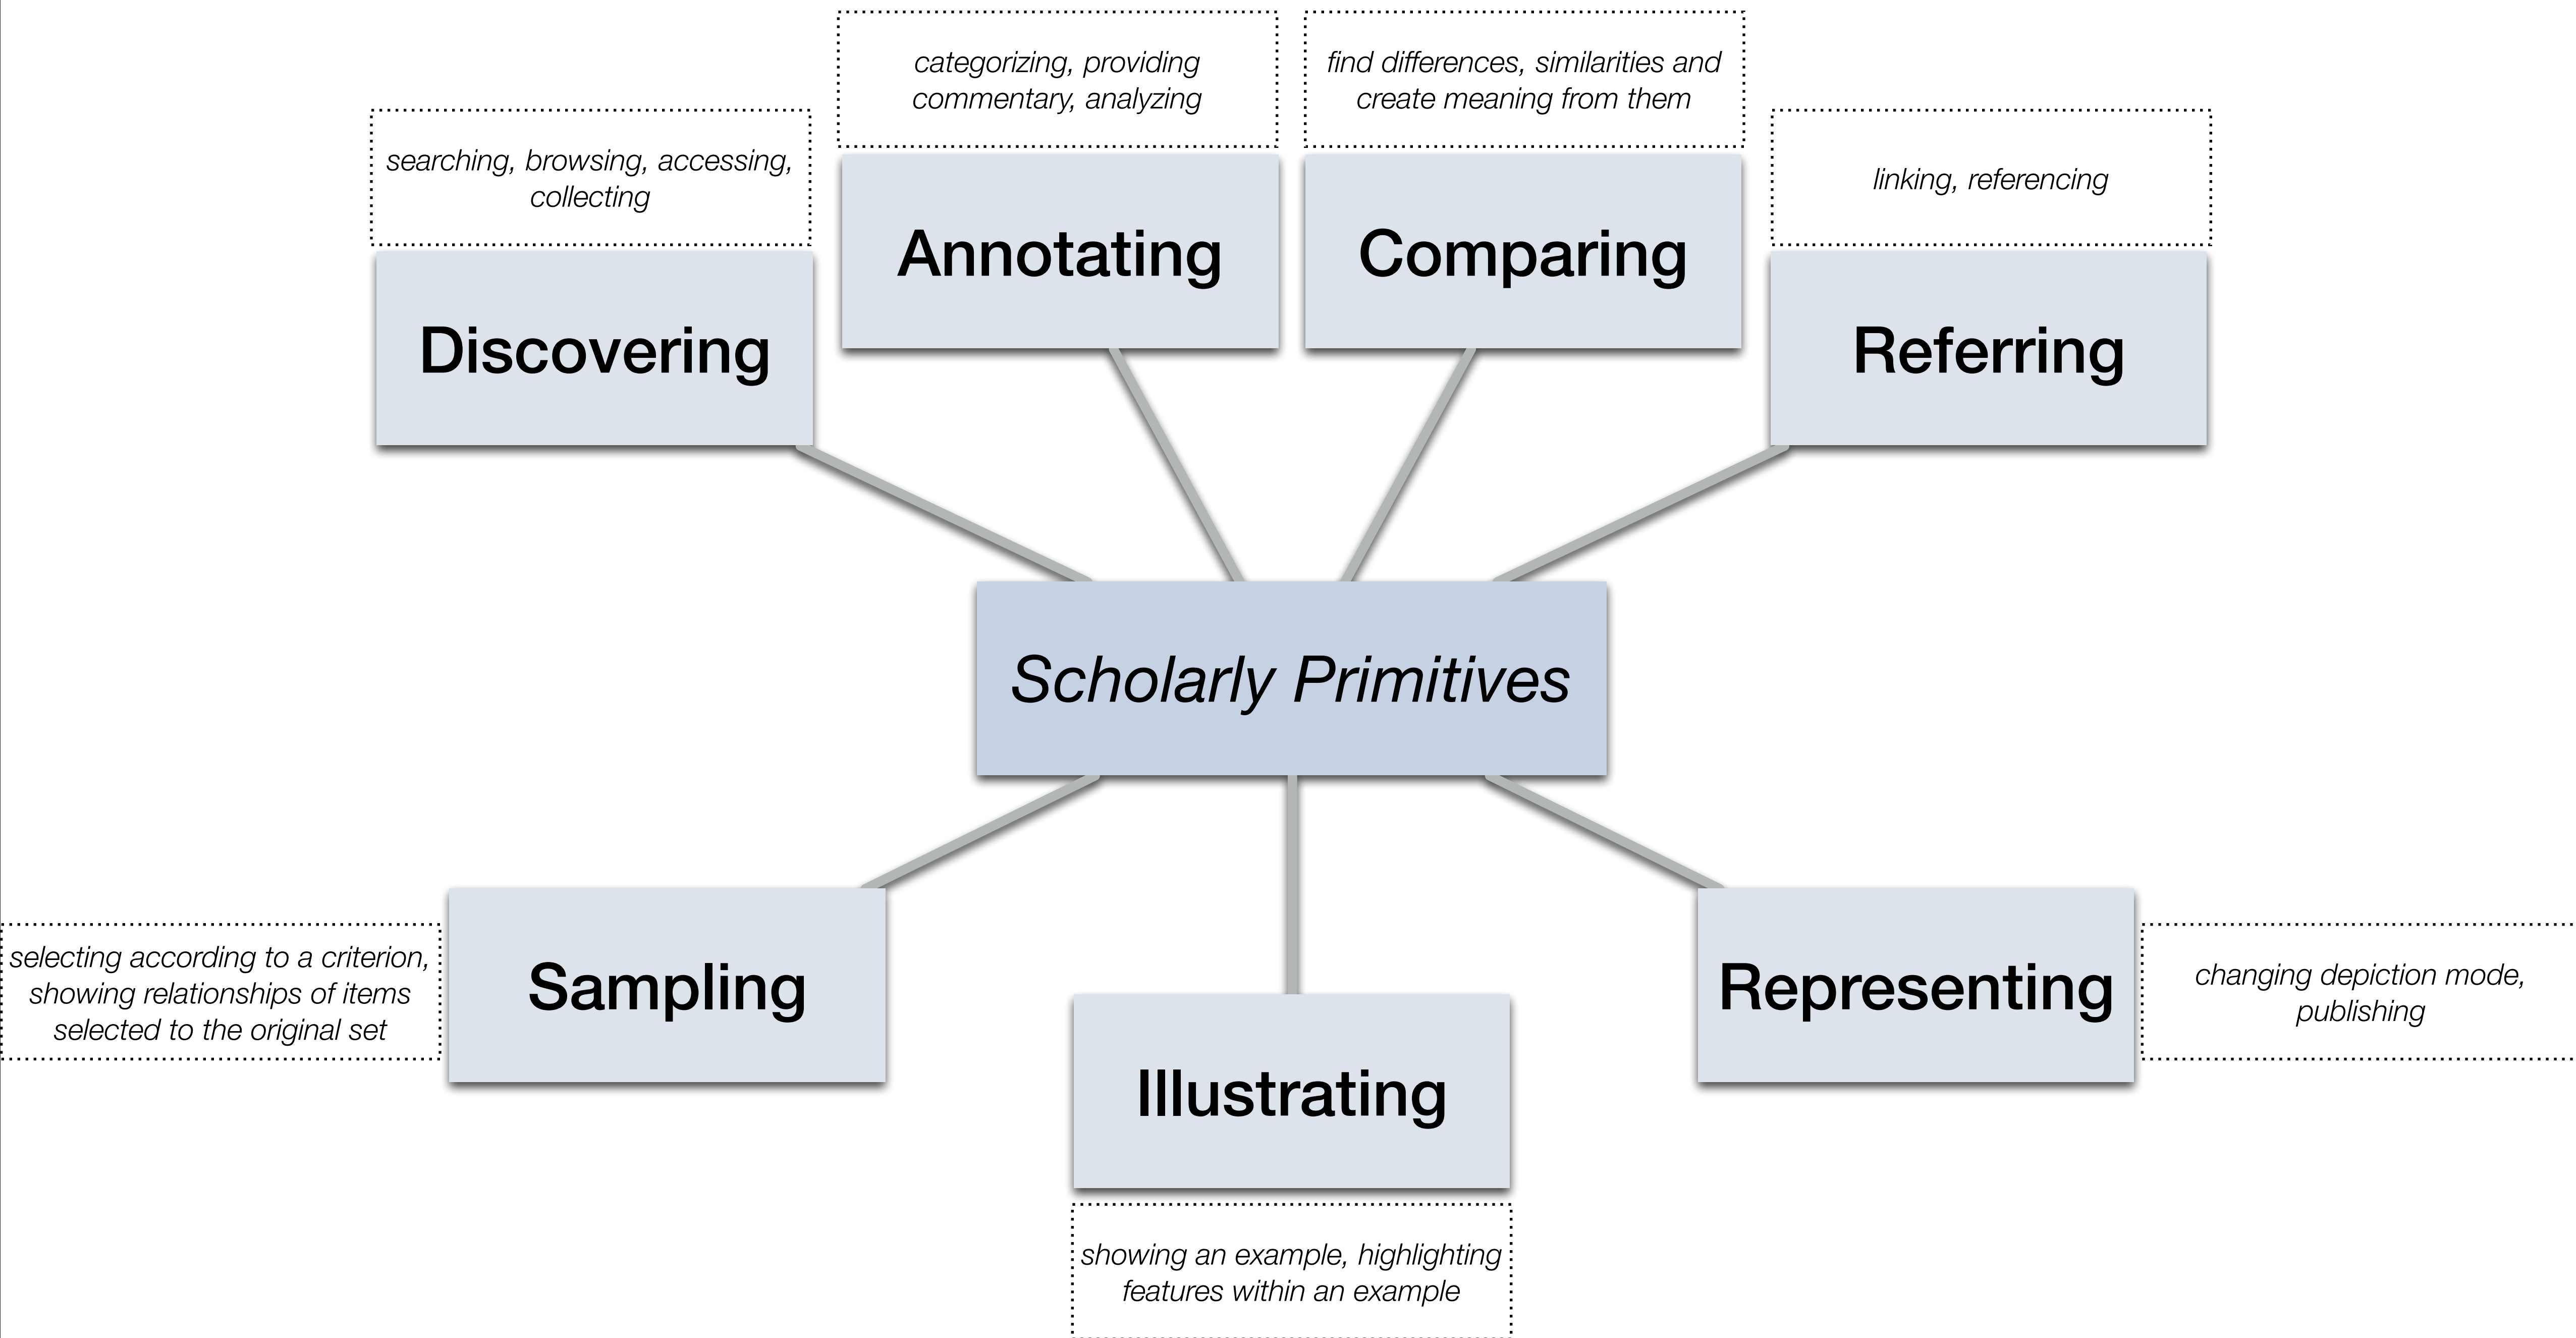 categorizing, providing
commentary, analyzing
find differences, similarities and
create meaning from them
searching, browsing, accessing,
collecting
linking, referencing
Annotating
Comparing
Discovering
Referring
Scholarly Primitives
selecting according to a criterion,
showing relationships of items
selected to the original set
Sampling
Representing
changing depiction mode,
publishing
Illustrating
showing an example, highlighting
features within an example